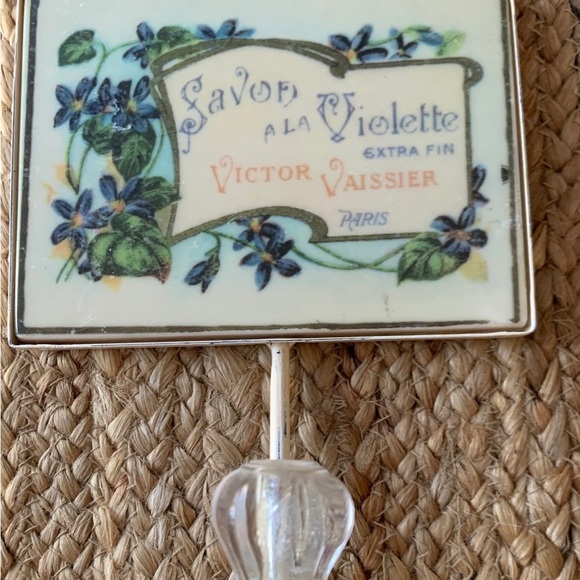 Savon
A LA Violette
EXTRA FIN
VICTOR VAISSIER
PARIS